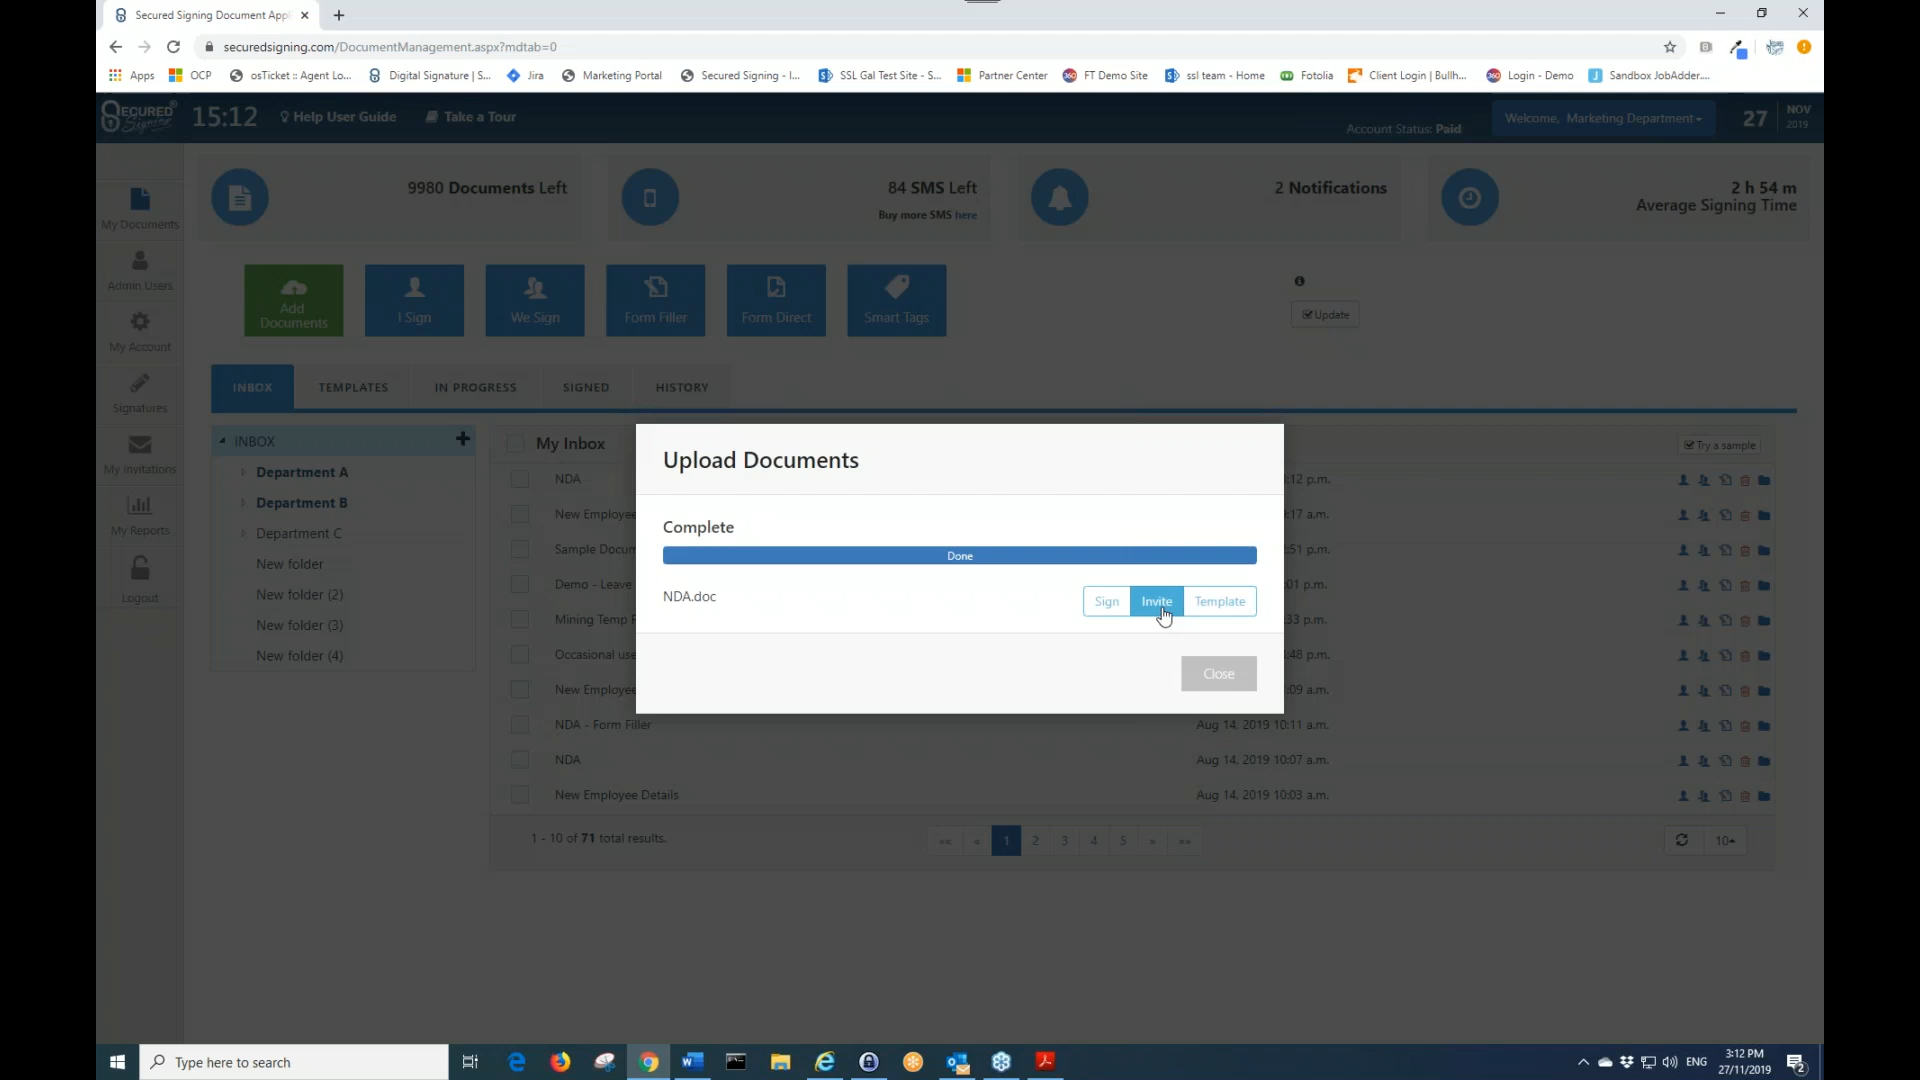 Secured Signing Document Appl
securedsigning.com/DocumentManagement.aspx?mdtab=0
Apps OCP osTicket :: Agent Lo... Digital Signature | S... Jira Marketing Portal Secured Signing - I... SSL Gal Test Site - S... Partner Center FT Demo Site ssl team - Home Fotolia Client Login | Bullh... Login - Demo Sandbox JobAdder....
SECURED Signing 15:12 Help User Guide Take a Tour Account Status: Paid Welcome, Marketing Department 27 NOV 2019
My Documents
Admin Users
My Account
Signatures
My Invitations
My Reports
Logout
9980 Documents Left
84 SMS Left
Buy more SMS here
2 Notifications
2 h 54 m
Average Signing Time
Add Documents
I Sign
We Sign
Form Filler
Form Direct
Smart Tags
Update
INBOX TEMPLATES IN PROGRESS SIGNED HISTORY
INBOX
Department A
Department B
Department C
New folder
New folder (2)
New folder (3)
New folder (4)
My Inbox Try a sample
NDA :12 p.m.
New Employee :17 a.m.
Sample Docum :51 p.m.
Demo - Leave :01 p.m.
Mining Temp :33 p.m.
Occasional use :48 p.m.
New Employee :09 a.m.
NDA - Form Filler Aug 14, 2019 10:11 a.m.
NDA Aug 14, 2019 10:07 a.m.
New Employee Details Aug 14, 2019 10:03 a.m.
1 - 10 of 71 total results. «« « 1 2 3 4 5 » »» 10
Upload Documents
Complete
Done
NDA.doc Sign Invite Template
Close
Type here to search
ENG 3:12 PM
27/11/2019
2